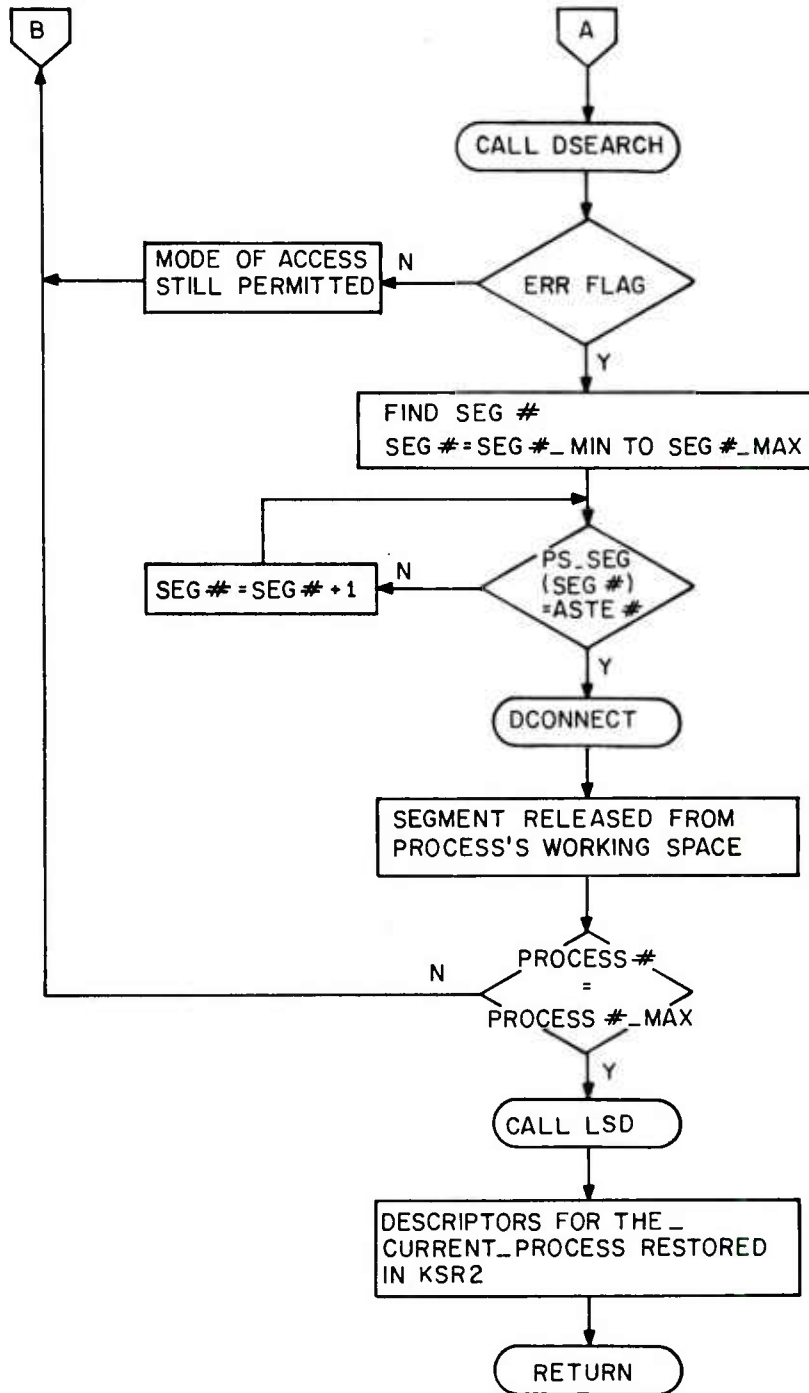 B
A
CALL DSEARCH
MODE OF ACCESS
STILL PERMITTED
N
ERR FLAG
Y
FIND SEG #
SEG # = SEG #_ MIN TO SEG #_MAX
SEG # = SEG # + 1
N
PS_SEG
(SEG #)
=ASTE #
Y
DCONNECT
SEGMENT RELEASED FROM
PROCESS'S WORKING SPACE
N
PROCESS #
=
PROCESS #_MAX
Y
CALL LSD
DESCRIPTORS FOR THE_
CURRENT_PROCESS RESTORED
IN KSR2
RETURN